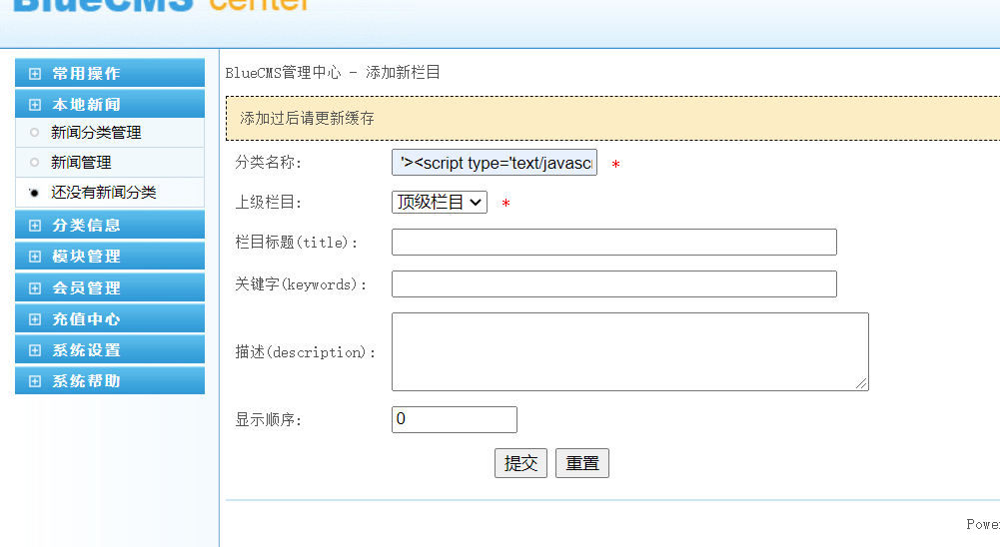 BlueCMS center
常用操作
本地新闻
新闻分类管理
新闻管理
还没有新闻分类
分类信息
模块管理
会员管理
充值中心
系统设置
系统帮助
BlueCMS管理中心 - 添加新栏目
添加过后请更新缓存
分类名称: '><script type='text/javasc *
上级栏目: 顶级栏目 *
栏目标题(title):
关键字(keywords):
描述(description):
显示顺序: 0
提交 重置
Power